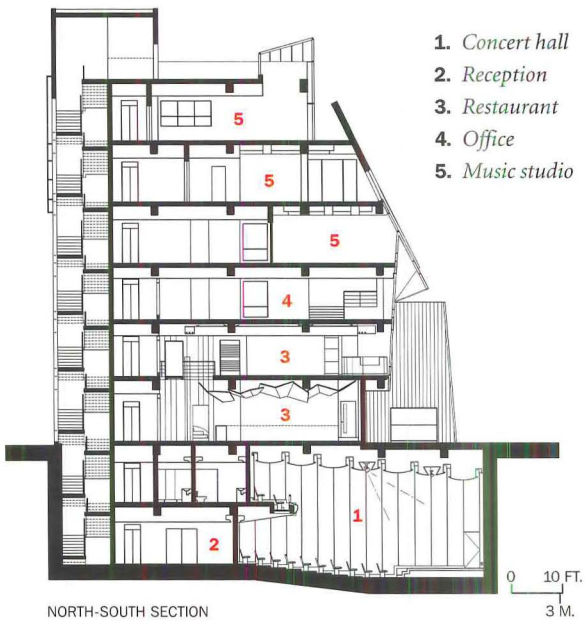 1. Concert hall
2. Reception
3. Restaurant
4. Office
5. Music studio
5
5
5
4
3
3
1
2
0 10 FT.
3 M.
NORTH-SOUTH SECTION